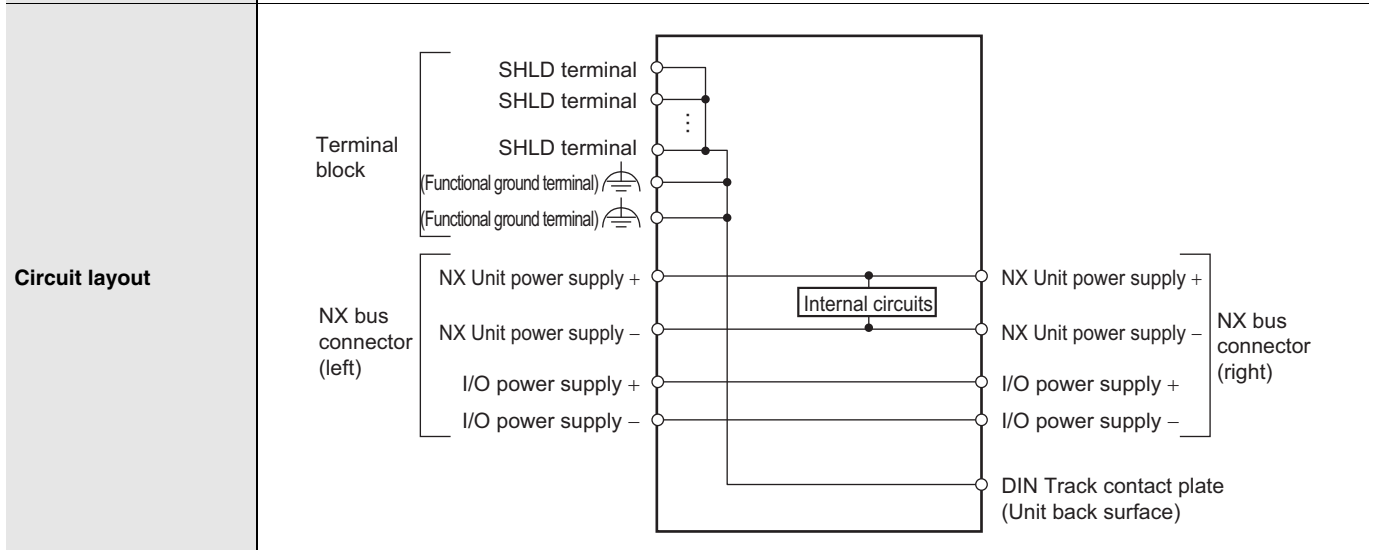 Circuit layout
Terminal
block
SHLD terminal
SHLD terminal
⋮
SHLD terminal
(Functional ground terminal)
(Functional ground terminal)
NX bus
connector
(left)
NX Unit power supply +
NX Unit power supply −
I/O power supply +
I/O power supply −
Internal circuits
NX Unit power supply +
NX Unit power supply −
I/O power supply +
I/O power supply −
NX bus
connector
(right)
DIN Track contact plate
(Unit back surface)